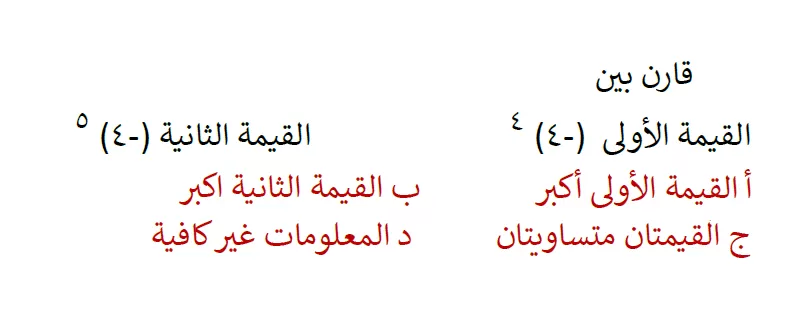 قارن بين
القيمة الأولى (-٤) ٤ القيمة الثانية (-٤) ٥
أ القيمة الأولى أكبر ب القيمة الثانية اكبر
ج القيمتان متساويتان د المعلومات غير كافية